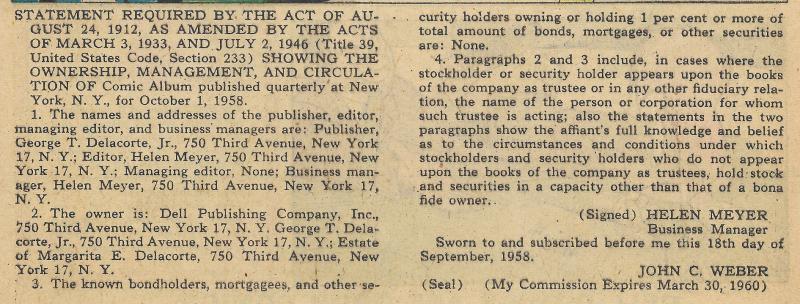 STATEMENT REQUIRED BY THE ACT OF AU-
GUST 24, 1912, AS AMENDED BY THE ACTS
OF MARCH 3, 1933, AND JULY 2, 1946 (Title 39,
United States Code, Section 233) SHOWING THE
OWNERSHIP, MANAGEMENT, AND CIRCULA-
TION OF Comic Album published quarterly at New
York, N. Y., for October 1, 1958.
1. The names and addresses of the publisher, editor,
managing editor, and business managers are: Publisher,
George T. Delacorte, Jr., 750 Third Avenue, New York
17, N. Y.; Editor, Helen Meyer, 750 Third Avenue, New
York 17, N. Y.; Managing editor, None; Business man-
ager, Helen Meyer, 750 Third Avenue, New York 17,
N. Y.
2. The owner is: Dell Publishing Company, Inc.,
750 Third Avenue, New York 17, N. Y. George T. Dela-
corte, Jr., 750 Third Avenue, New York 17, N. Y.; Estate
of Margarita E. Delacorte, 750 Third Avenue, New
York 17, N. Y.
3. The known bondholders, mortgagees, and other se-
curity holders owning or holding 1 per cent or more of
total amount of bonds, mortgages, or other securities
are: None.
4. Paragraphs 2 and 3 include, in cases where the
stockholder or security holder appears upon the books
of the company as trustee or in any other fiduciary rela-
tion, the name of the person or corporation for whom
such trustee is acting; also the statements in the two
paragraphs show the affiant's full knowledge and belief
as to the circumstances and conditions under which
stockholders and security holders who do not appear
upon the books of the company as trustees, hold stock
and securities in a capacity other than that of a bona
fide owner.
(Signed) HELEN MEYER
Business Manager
Sworn to and subscribed before me this 18th day of
September, 1958.
JOHN C. WEBER
(Seal) (My Commission Expires March 30, 1960)